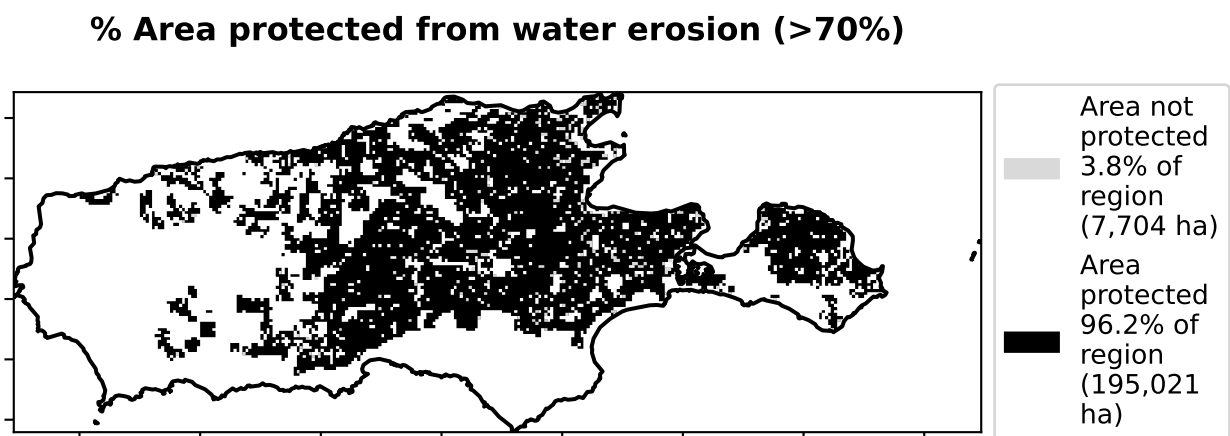 % Area protected from water erosion (>70%)
Area not
protected
3.8% of
region
(7,704 ha)
Area
protected
96.2% of
region
(195,021
ha)